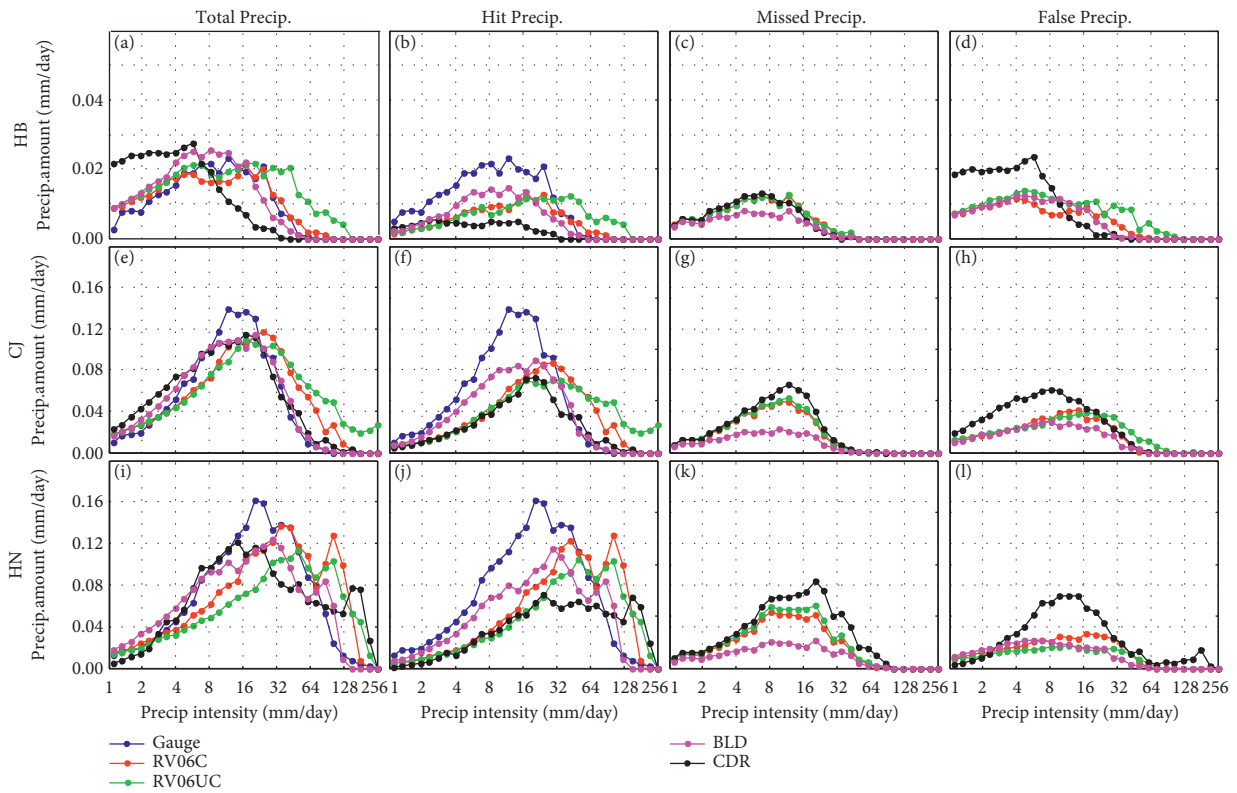 Total Precip. Hit Precip. Missed Precip. False Precip.
(a) (b) (c) (d)
HB
Precip.amount (mm/day)
0.04
0.02
0.00
(e) (f) (g) (h)
CJ
Precip.amount (mm/day)
0.16
0.12
0.08
0.04
0.00
(i) (j) (k) (l)
HN
Precip.amount (mm/day)
0.16
0.12
0.08
0.04
0.00
1 2 4 8 16 32 64 128 256 1 2 4 8 16 32 64 128 256 1 2 4 8 16 32 64 128 256 1 2 4 8 16 32 64 128 256
Precip intensity (mm/day) Precip intensity (mm/day) Precip intensity (mm/day) Precip intensity (mm/day)
Gauge
RV06C
RV06UC
BLD
CDR